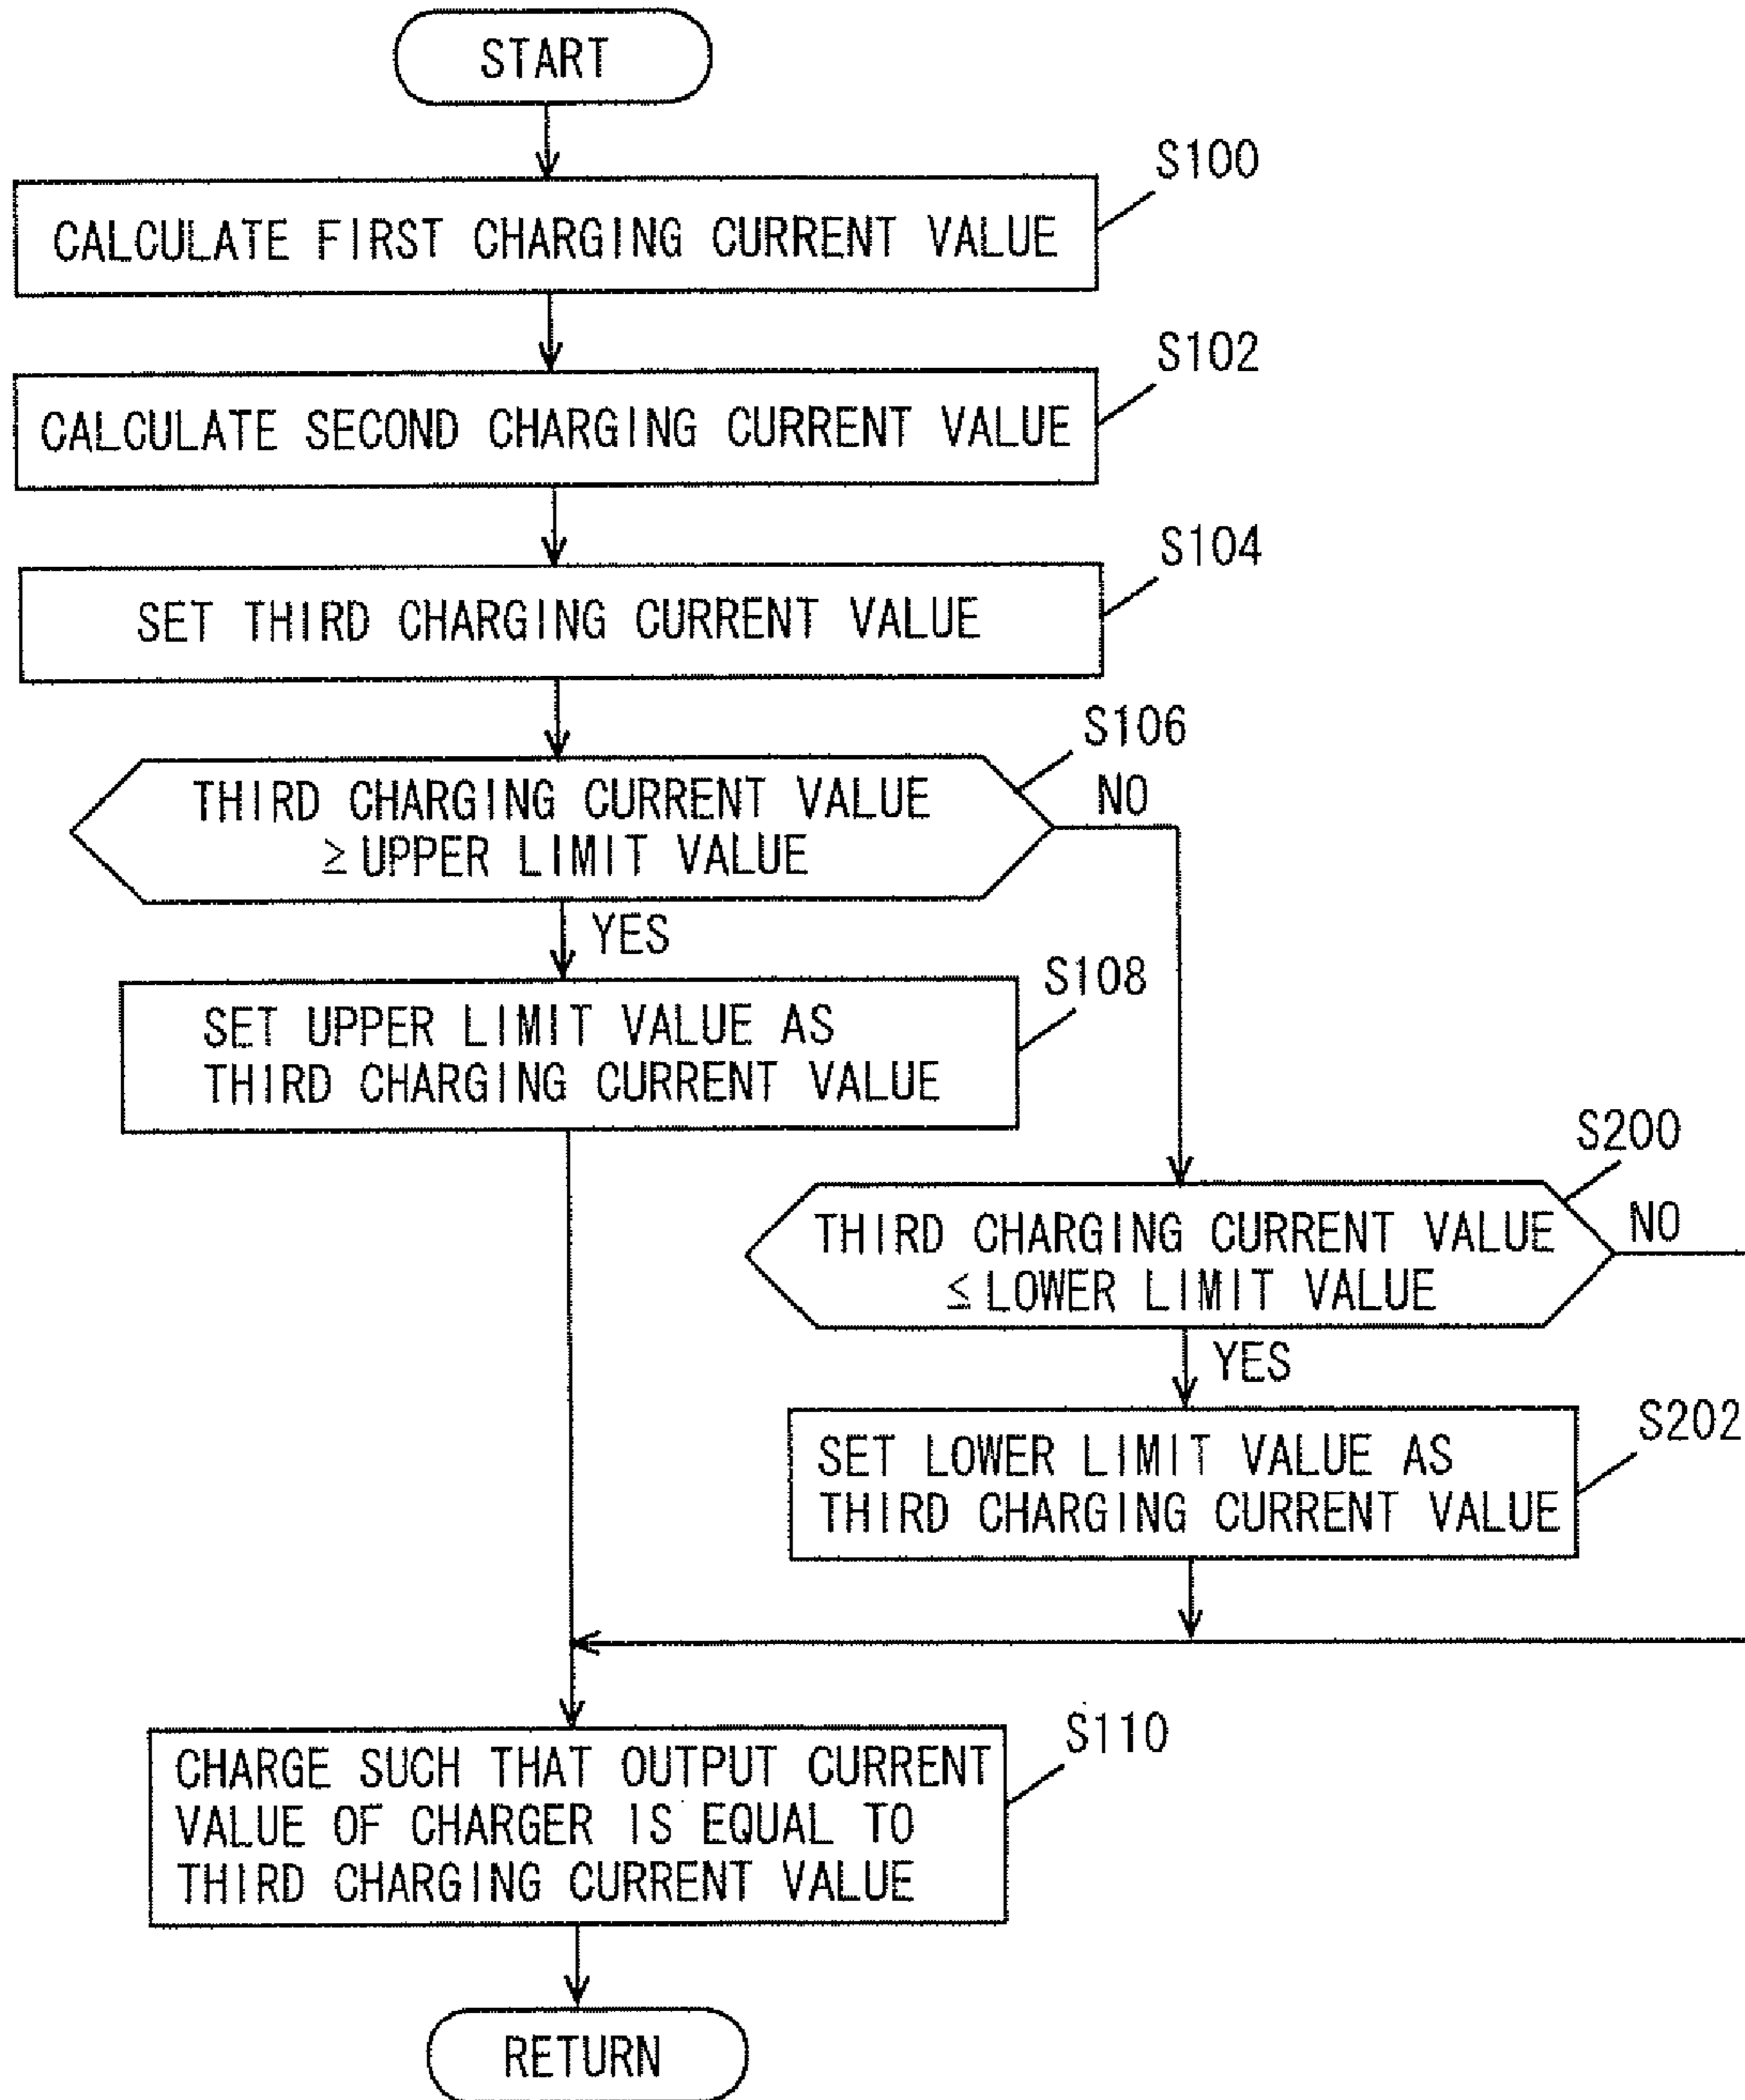 START
S100
CALCULATE FIRST CHARGING CURRENT VALUE
S102
CALCULATE SECOND CHARGING CURRENT VALUE
S104
SET THIRD CHARGING CURRENT VALUE
S106
THIRD CHARGING CURRENT VALUE
≥ UPPER LIMIT VALUE
NO
YES
S108
SET UPPER LIMIT VALUE AS
THIRD CHARGING CURRENT VALUE
S200
THIRD CHARGING CURRENT VALUE
≤ LOWER LIMIT VALUE
NO
YES
S202
SET LOWER LIMIT VALUE AS
THIRD CHARGING CURRENT VALUE
S110
CHARGE SUCH THAT OUTPUT CURRENT
VALUE OF CHARGER IS EQUAL TO
THIRD CHARGING CURRENT VALUE
RETURN